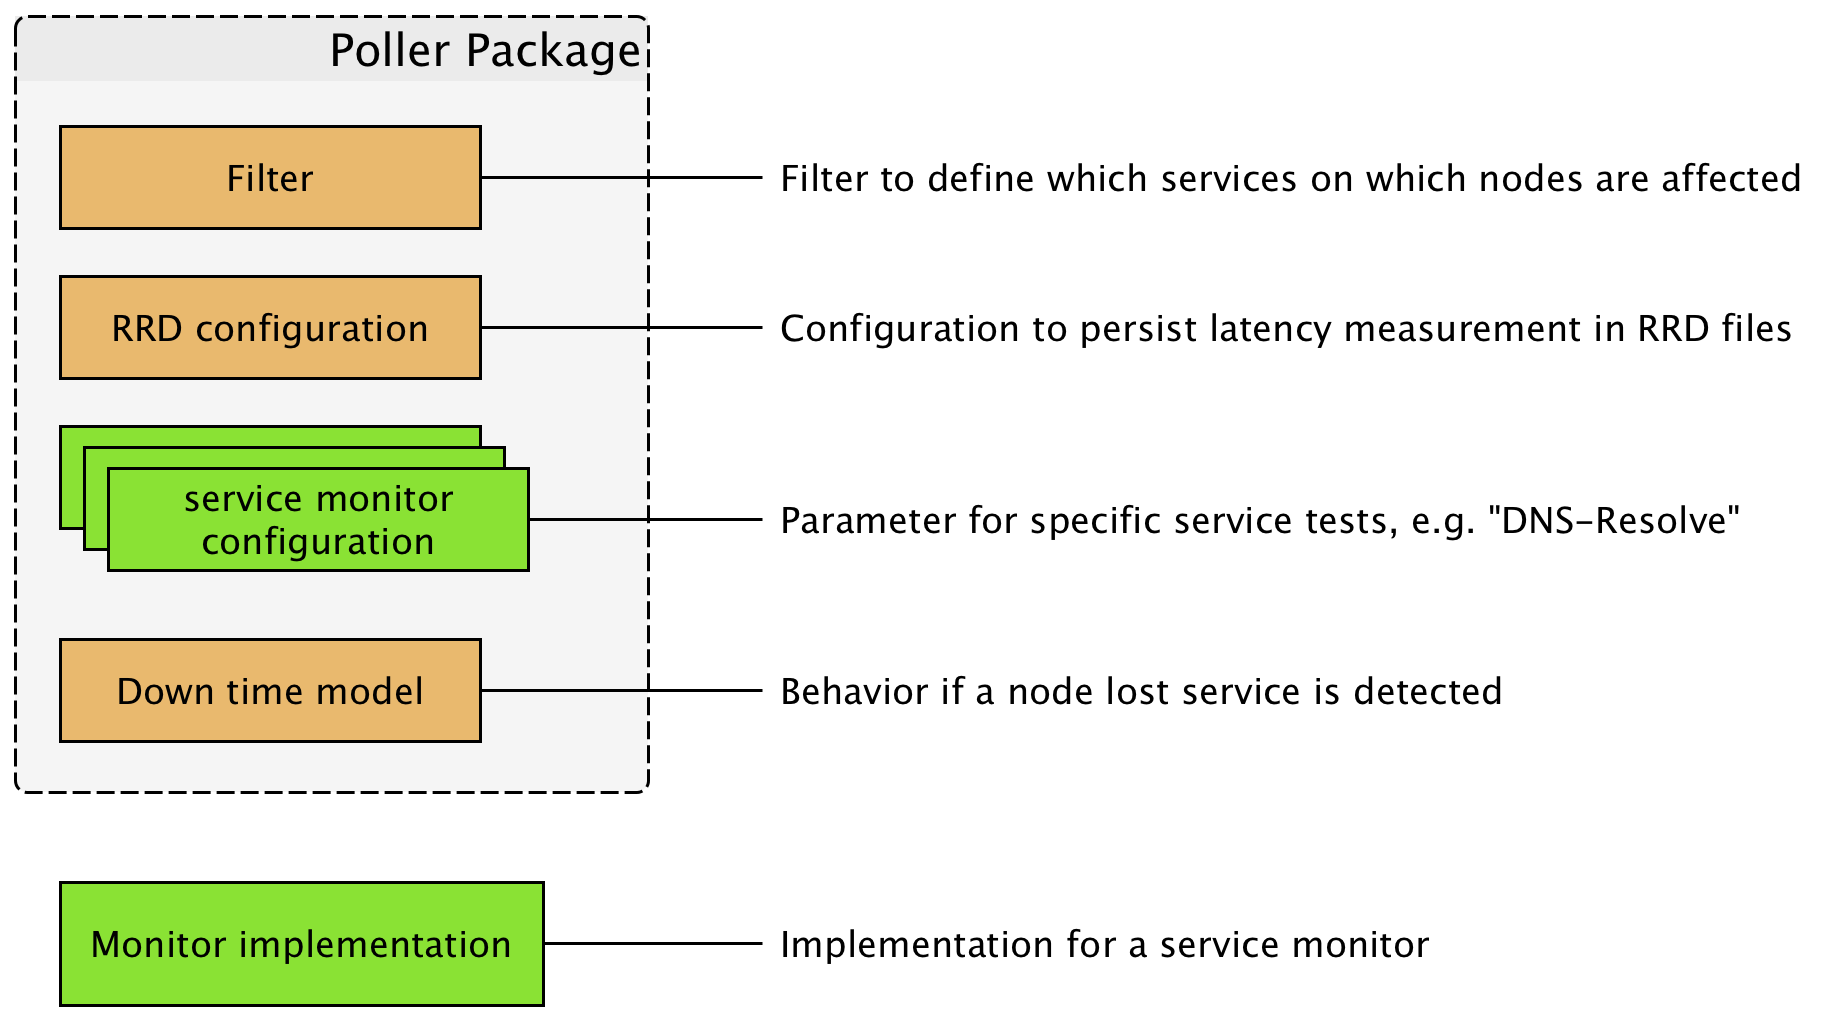 Poller Package
Filter
Filter to define which services on which nodes are affected
RRD configuration
Configuration to persist latency measurement in RRD files
service monitor
configuration
Parameter for specific service tests, e.g. "DNS-Resolve"
Down time model
Behavior if a node lost service is detected
Monitor implementation
Implementation for a service monitor